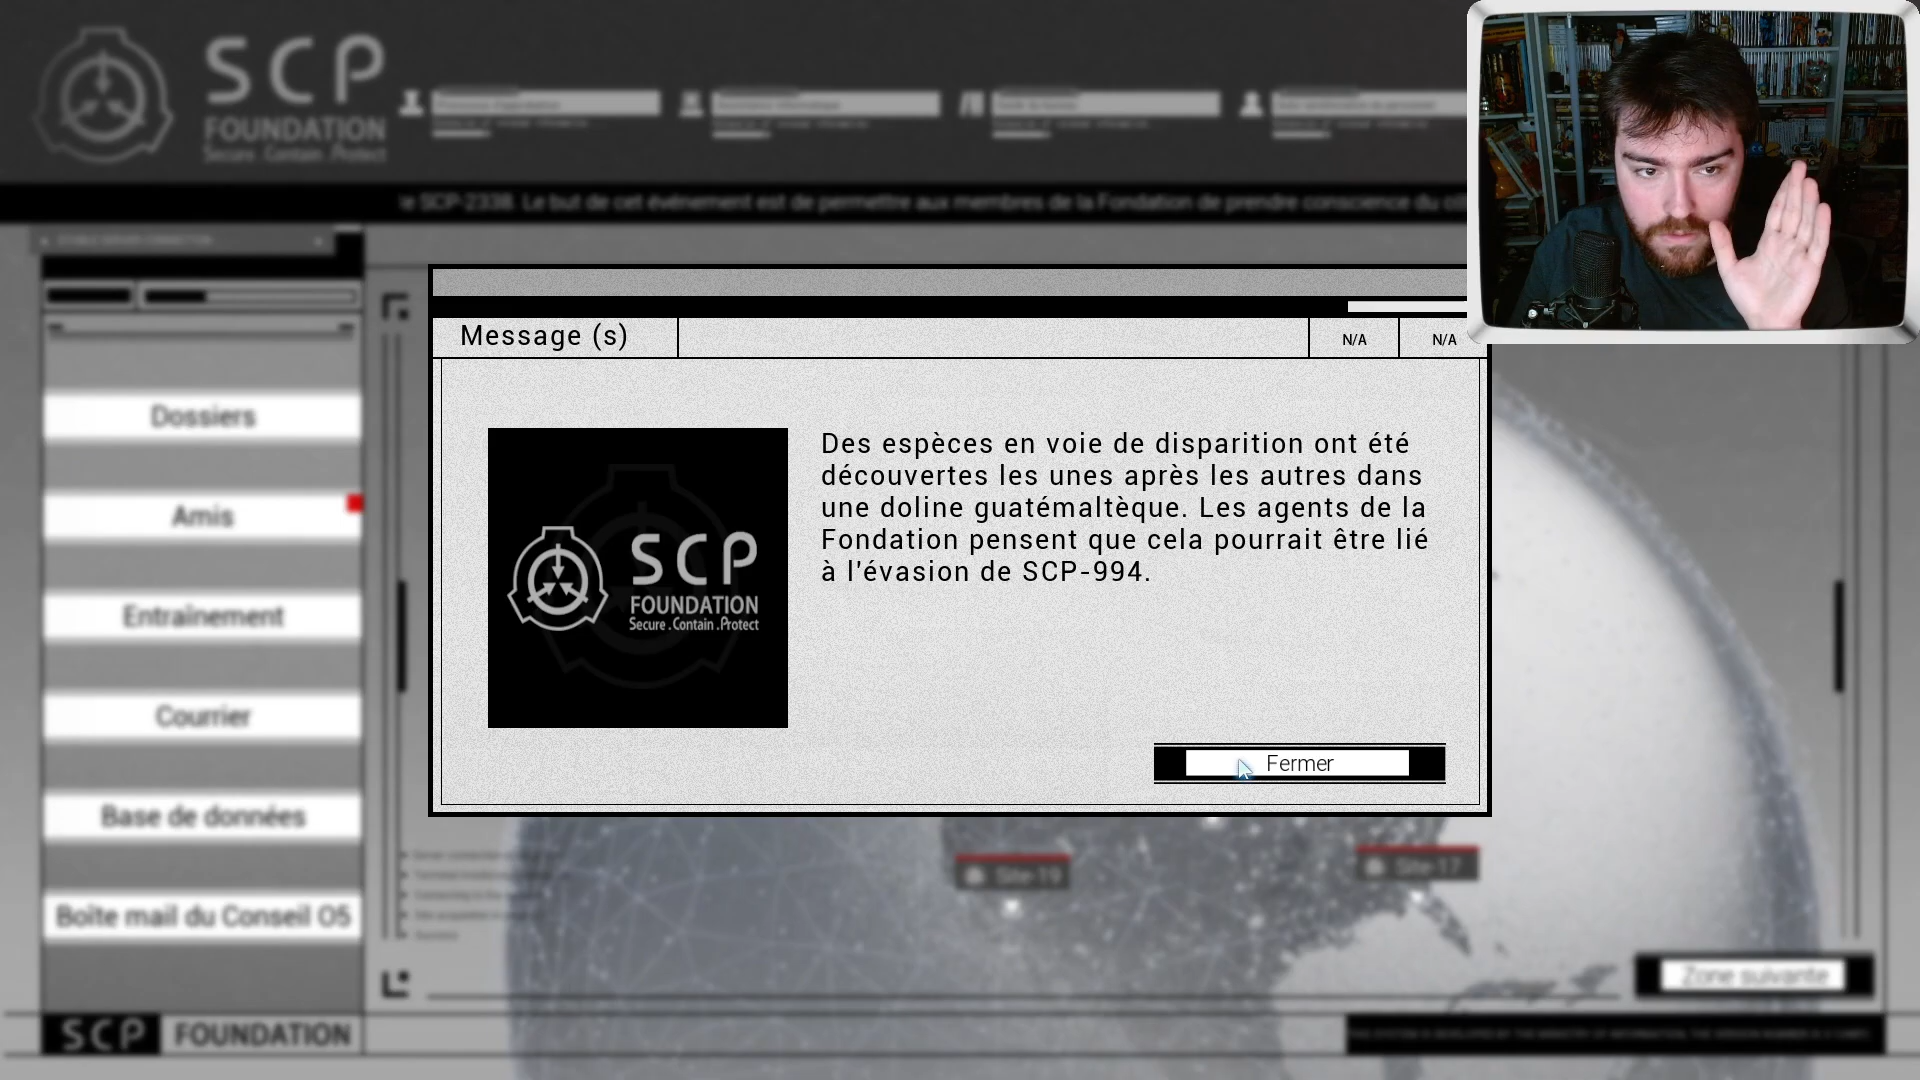 SCP
FOUNDATION
Secure . Contain . Protect
le SCP-2338. Le but de cet événement est de permettre aux membres de la Fondation de prendre conscience du
Message (s)
N/A
N/A
Dossiers
Amis
Entraînement
Courrier
Base de données
Boîte mail du Conseil O5
SCP
FOUNDATION
Secure . Contain . Protect
Des espèces en voie de disparition ont été
découvertes les unes après les autres dans
une doline guatémaltèque. Les agents de la
Fondation pensent que cela pourrait être lié
à l'évasion de SCP-994.
Fermer
Site-19
Site-17
Zone suivante
SCP FOUNDATION